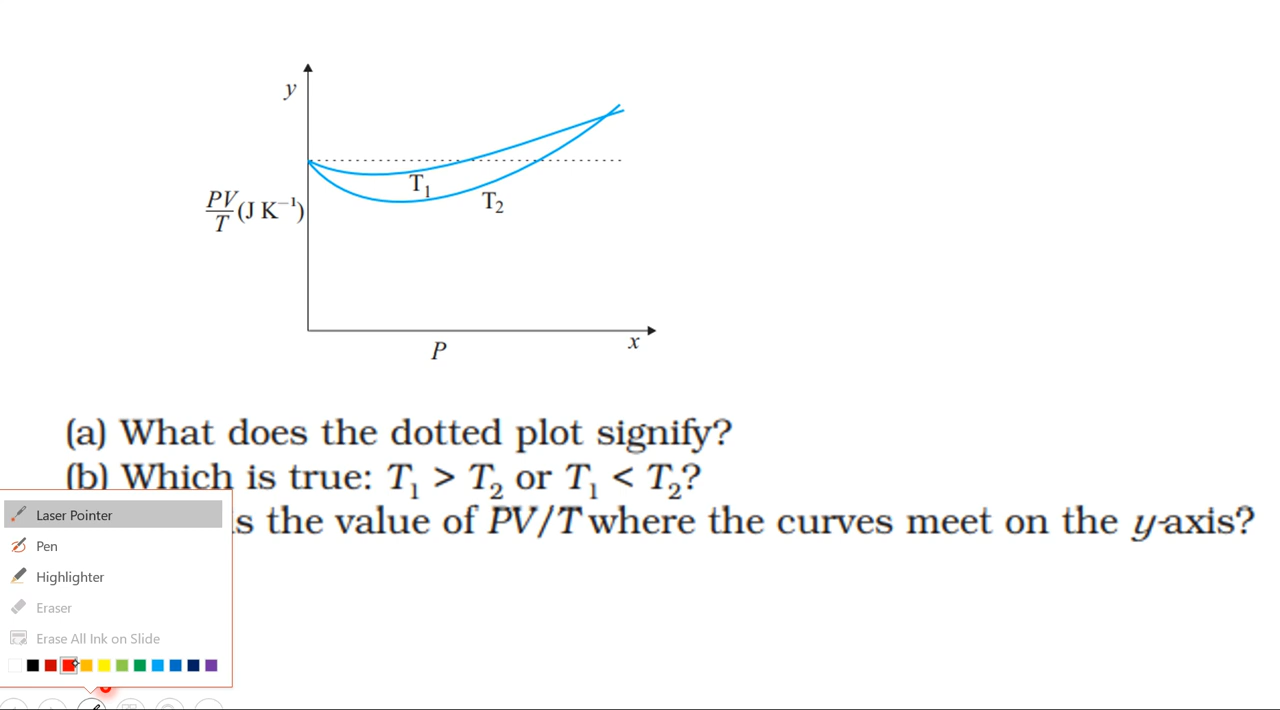 y
T₁
T₂
PV/T (J K⁻¹)
P
x
(a) What does the dotted plot signify?
(b) Which is true: T₁ > T₂ or T₁ < T₂?
is the value of PV/T where the curves meet on the y-axis?
Laser Pointer
Pen
Highlighter
Eraser
Erase All Ink on Slide